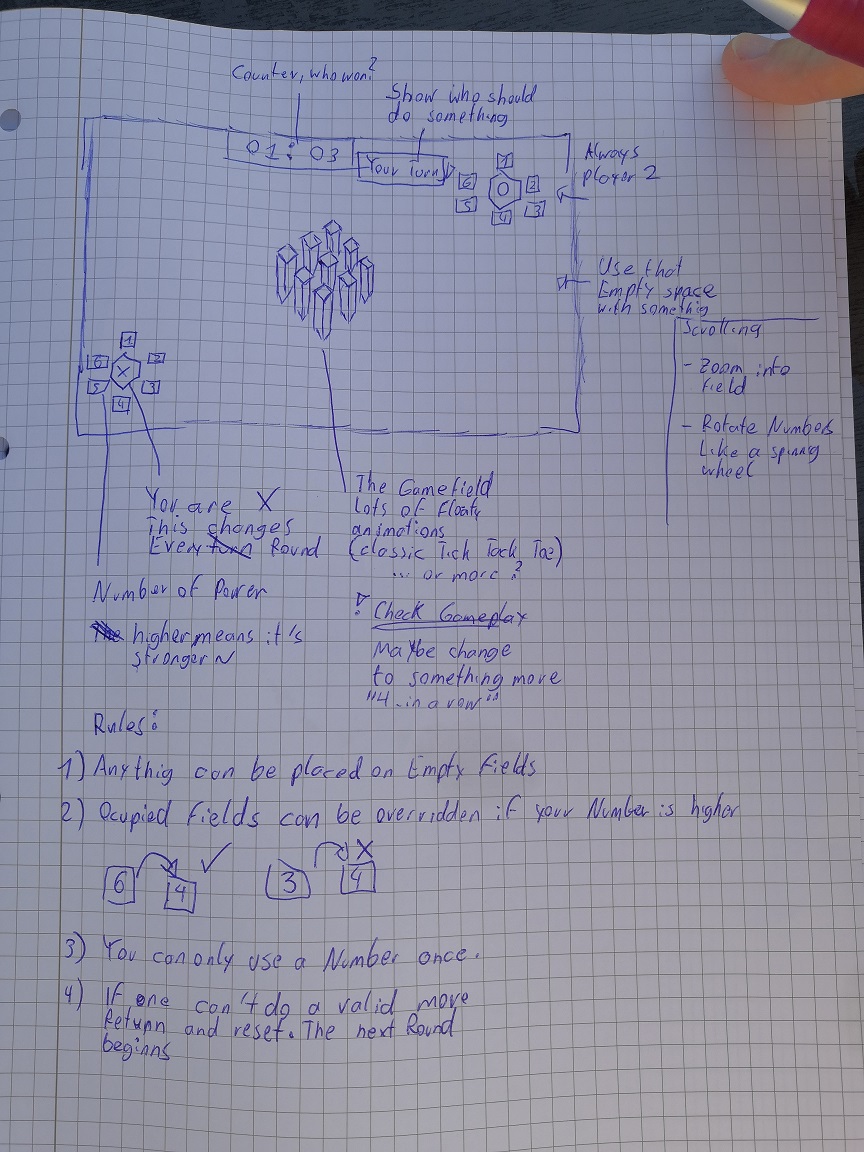 Counter, who won?
Show who should
do something
01:03
Your Turn
1
6
O
2
5
4
3
Always
player 2
Use that
Empty space
with somethig
Scrolling
- Zoom into
field
- Rotate Numbers
Like a spinnig
wheel
1
6
X
2
5
4
3
You are X
This changes
Every turn Round
Number of Power
The higher means it's
stronger
The Gamefield
Lots of Floaty
animations
(classic Tick Tack Toe)
... or more?
! Check Gameplay
Maybe change
to something more
"4-in a row"
Rules:
1) Anythig can be placed on Empty Fields
2) Ocupied Fields can be overridden if your Number is higher
6 4 ✓ 3 4 X
3) You can only use a Number once.
4) If one can't do a valid move
Return and reset. The next Round
beginns